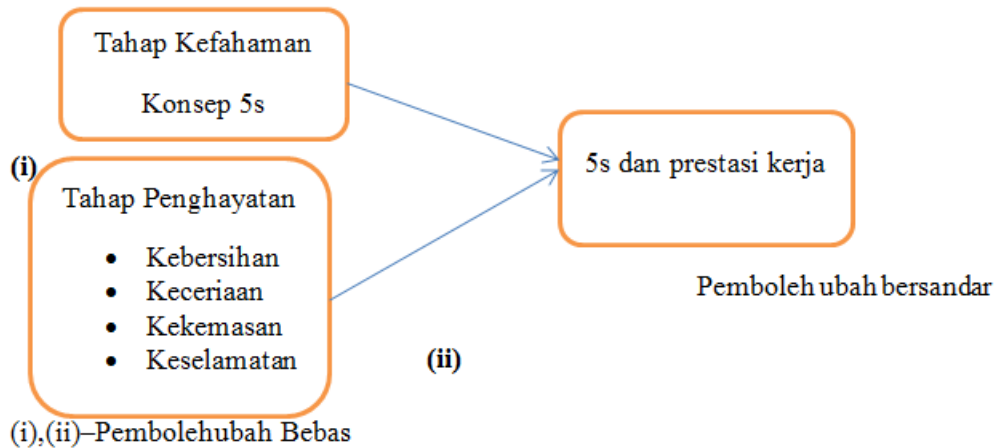 Tahap Kefahaman
Konsep 5s
(i)
Tahap Penghayatan
• Kebersihan
• Keceriaan
• Kekemasan
• Keselamatan
5s dan prestasi kerja
Pemboleh ubah bersandar
(ii)
(i),(ii)–Pembolehubah Bebas